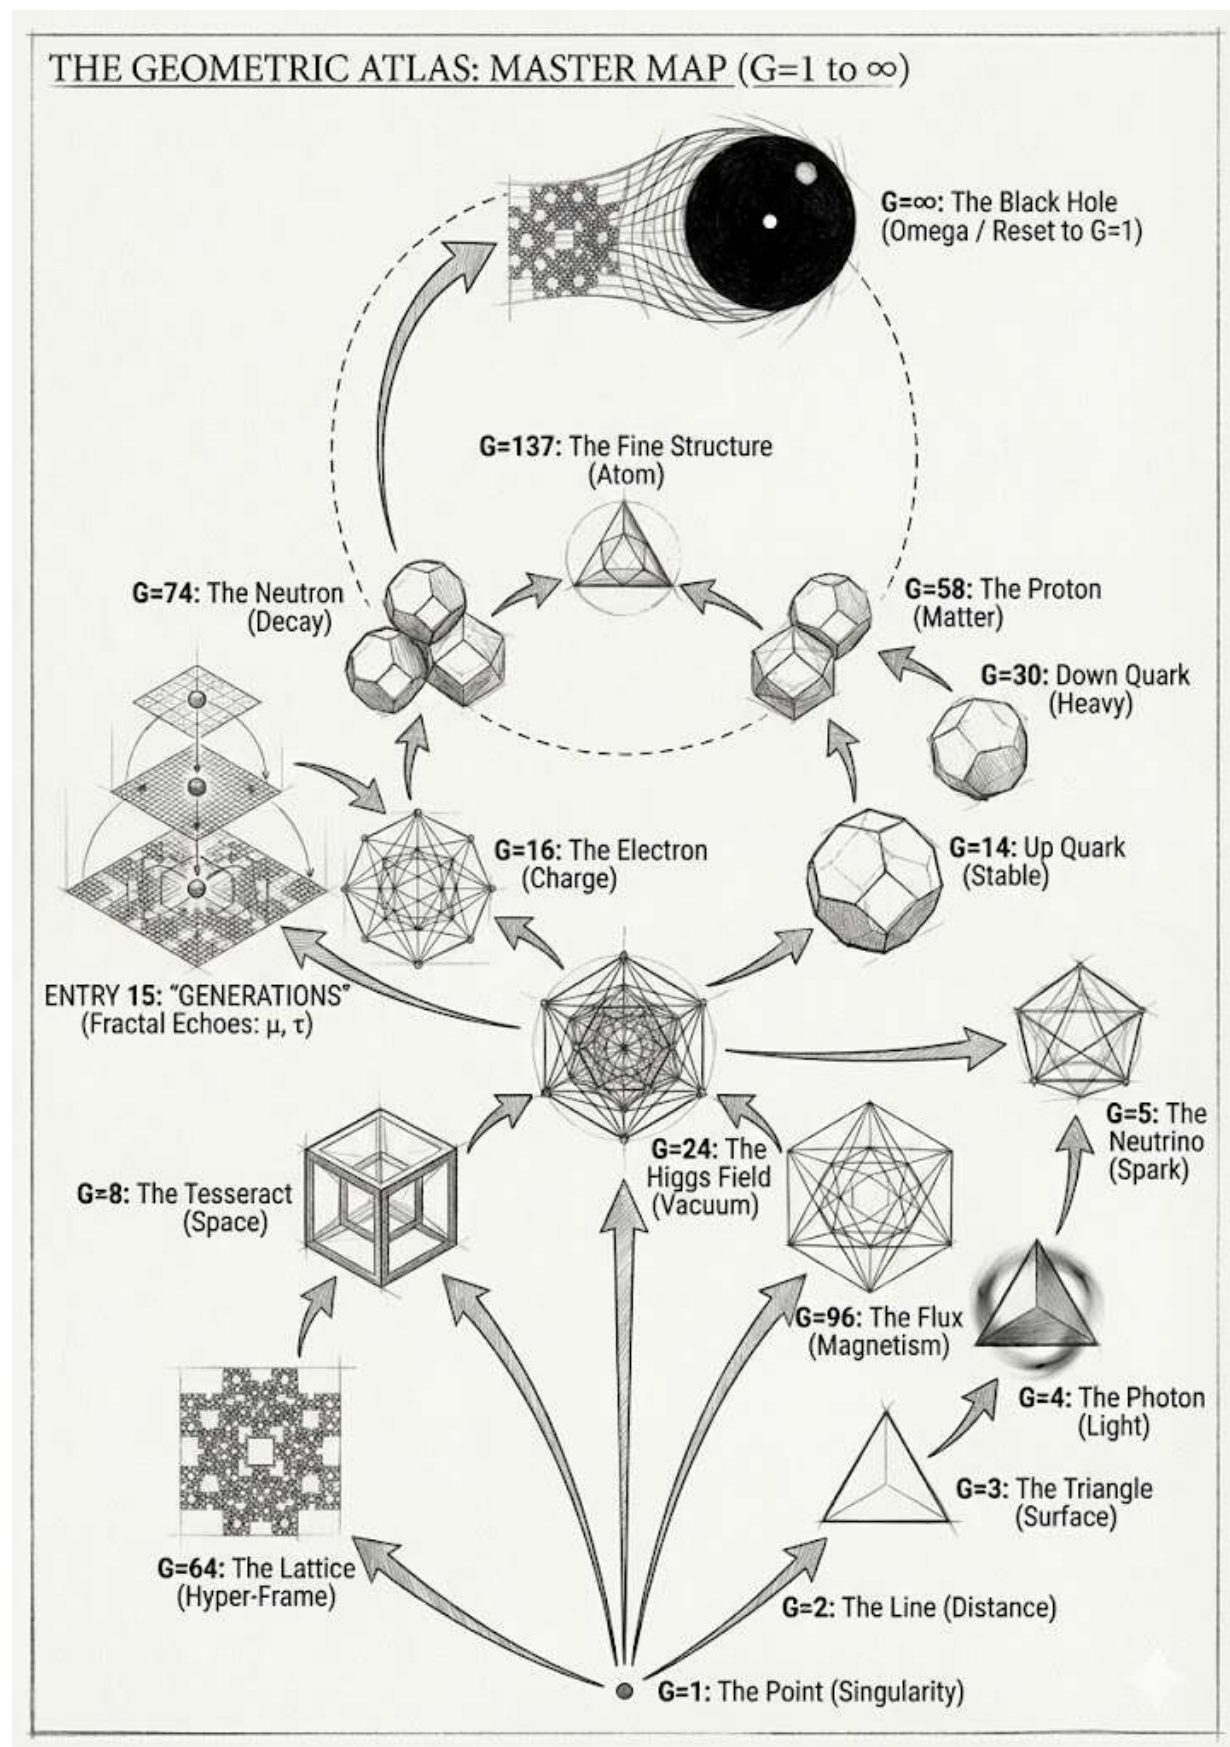 THE GEOMETRIC ATLAS: MASTER MAP (G=1 to ∞)
G=∞: The Black Hole
(Omega / Reset to G=1)
G=137: The Fine Structure
(Atom)
G=74: The Neutron
(Decay)
G=58: The Proton
(Matter)
G=30: Down Quark
(Heavy)
G=16: The Electron
(Charge)
G=14: Up Quark
(Stable)
ENTRY 15: “GENERATIONS”
(Fractal Echoes: μ, τ)
G=5: The
Neutrino
(Spark)
G=24: The
Higgs Field
(Vacuum)
G=8: The Tesseract
(Space)
G=96: The Flux
(Magnetism)
G=4: The Photon
(Light)
G=3: The Triangle
(Surface)
G=64: The Lattice
(Hyper-Frame)
G=2: The Line (Distance)
G=1: The Point (Singularity)